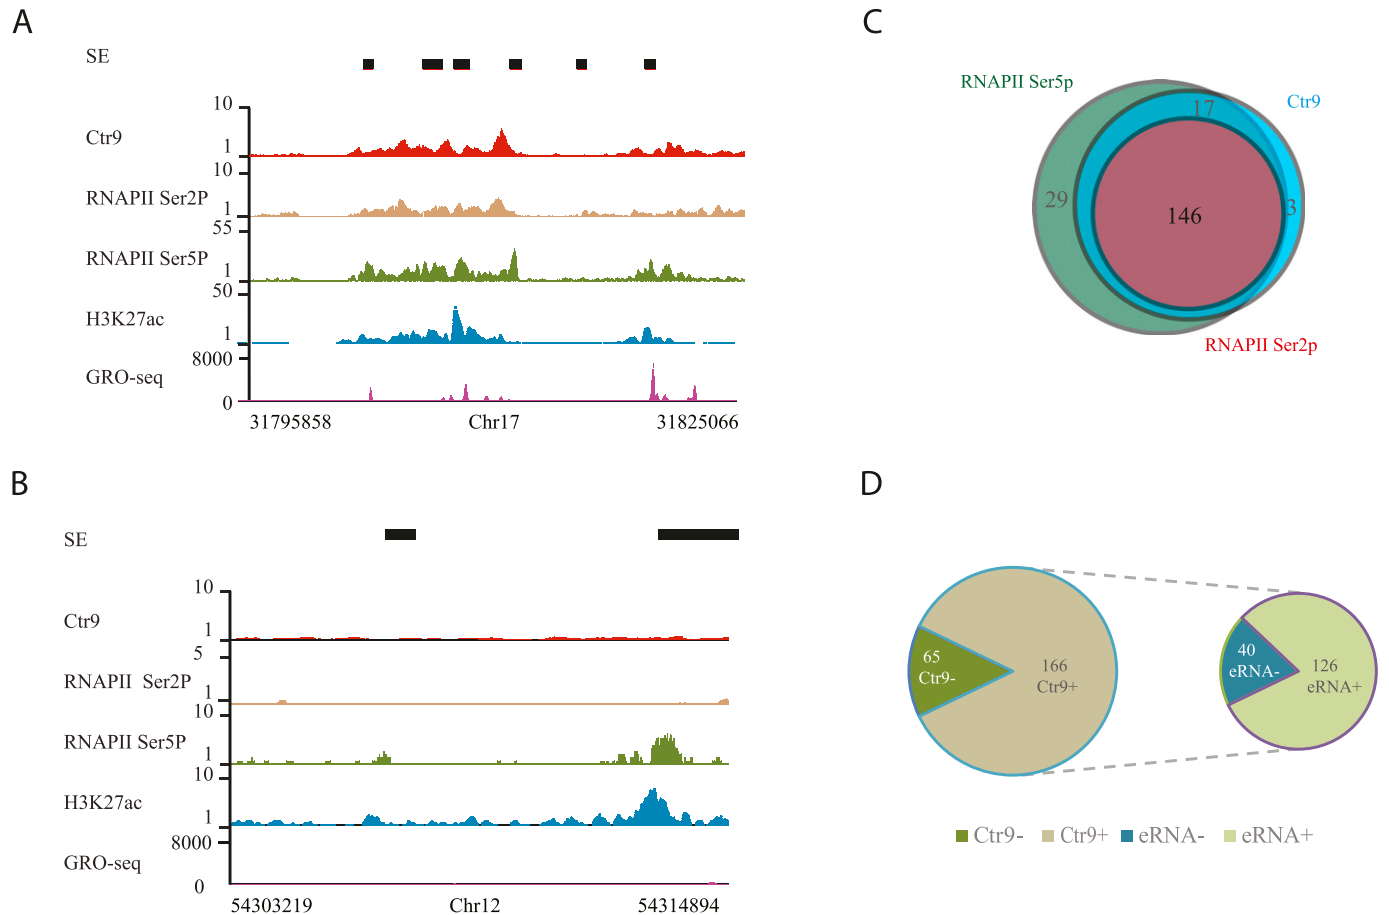 A
SE
10
Ctr9
1
10
RNAPII Ser2P
1
55
RNAPII Ser5P
1
50
H3K27ac
1
8000
GRO-seq
0
31795858 Chr17 31825066
B
SE
10
Ctr9
1
5
RNAPII Ser2P
1
10
RNAPII Ser5P
1
10
H3K27ac
1
8000
GRO-seq
0
54303219 Chr12 54314894
C
RNAPII Ser5p
Ctr9
17
29
146
3
RNAPII Ser2p
D
65
Ctr9-
166
Ctr9+
40
eRNA-
126
eRNA+
Ctr9- Ctr9+ eRNA- eRNA+